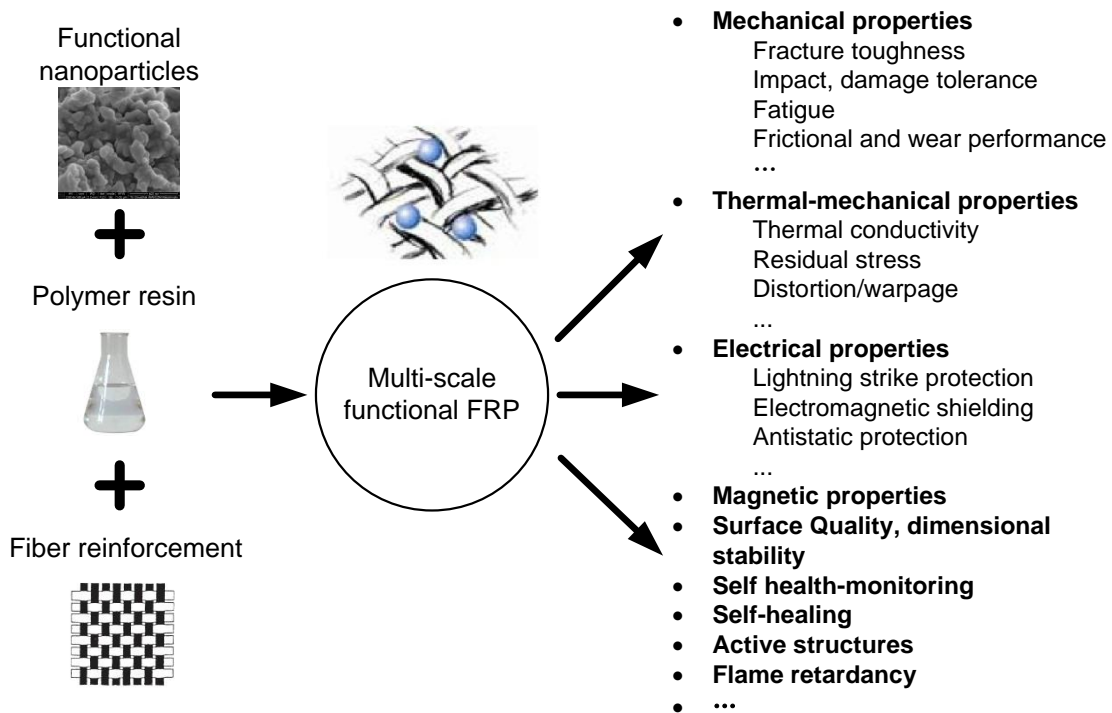 Functional
nanoparticles
Polymer resin
Fiber reinforcement
Multi-scale
functional FRP
• Mechanical properties
Fracture toughness
Impact, damage tolerance
Fatigue
Frictional and wear performance
...
• Thermal-mechanical properties
Thermal conductivity
Residual stress
Distortion/warpage
...
• Electrical properties
Lightning strike protection
Electromagnetic shielding
Antistatic protection
...
• Magnetic properties
• Surface Quality, dimensional
stability
• Self health-monitoring
• Self-healing
• Active structures
• Flame retardancy
• ...